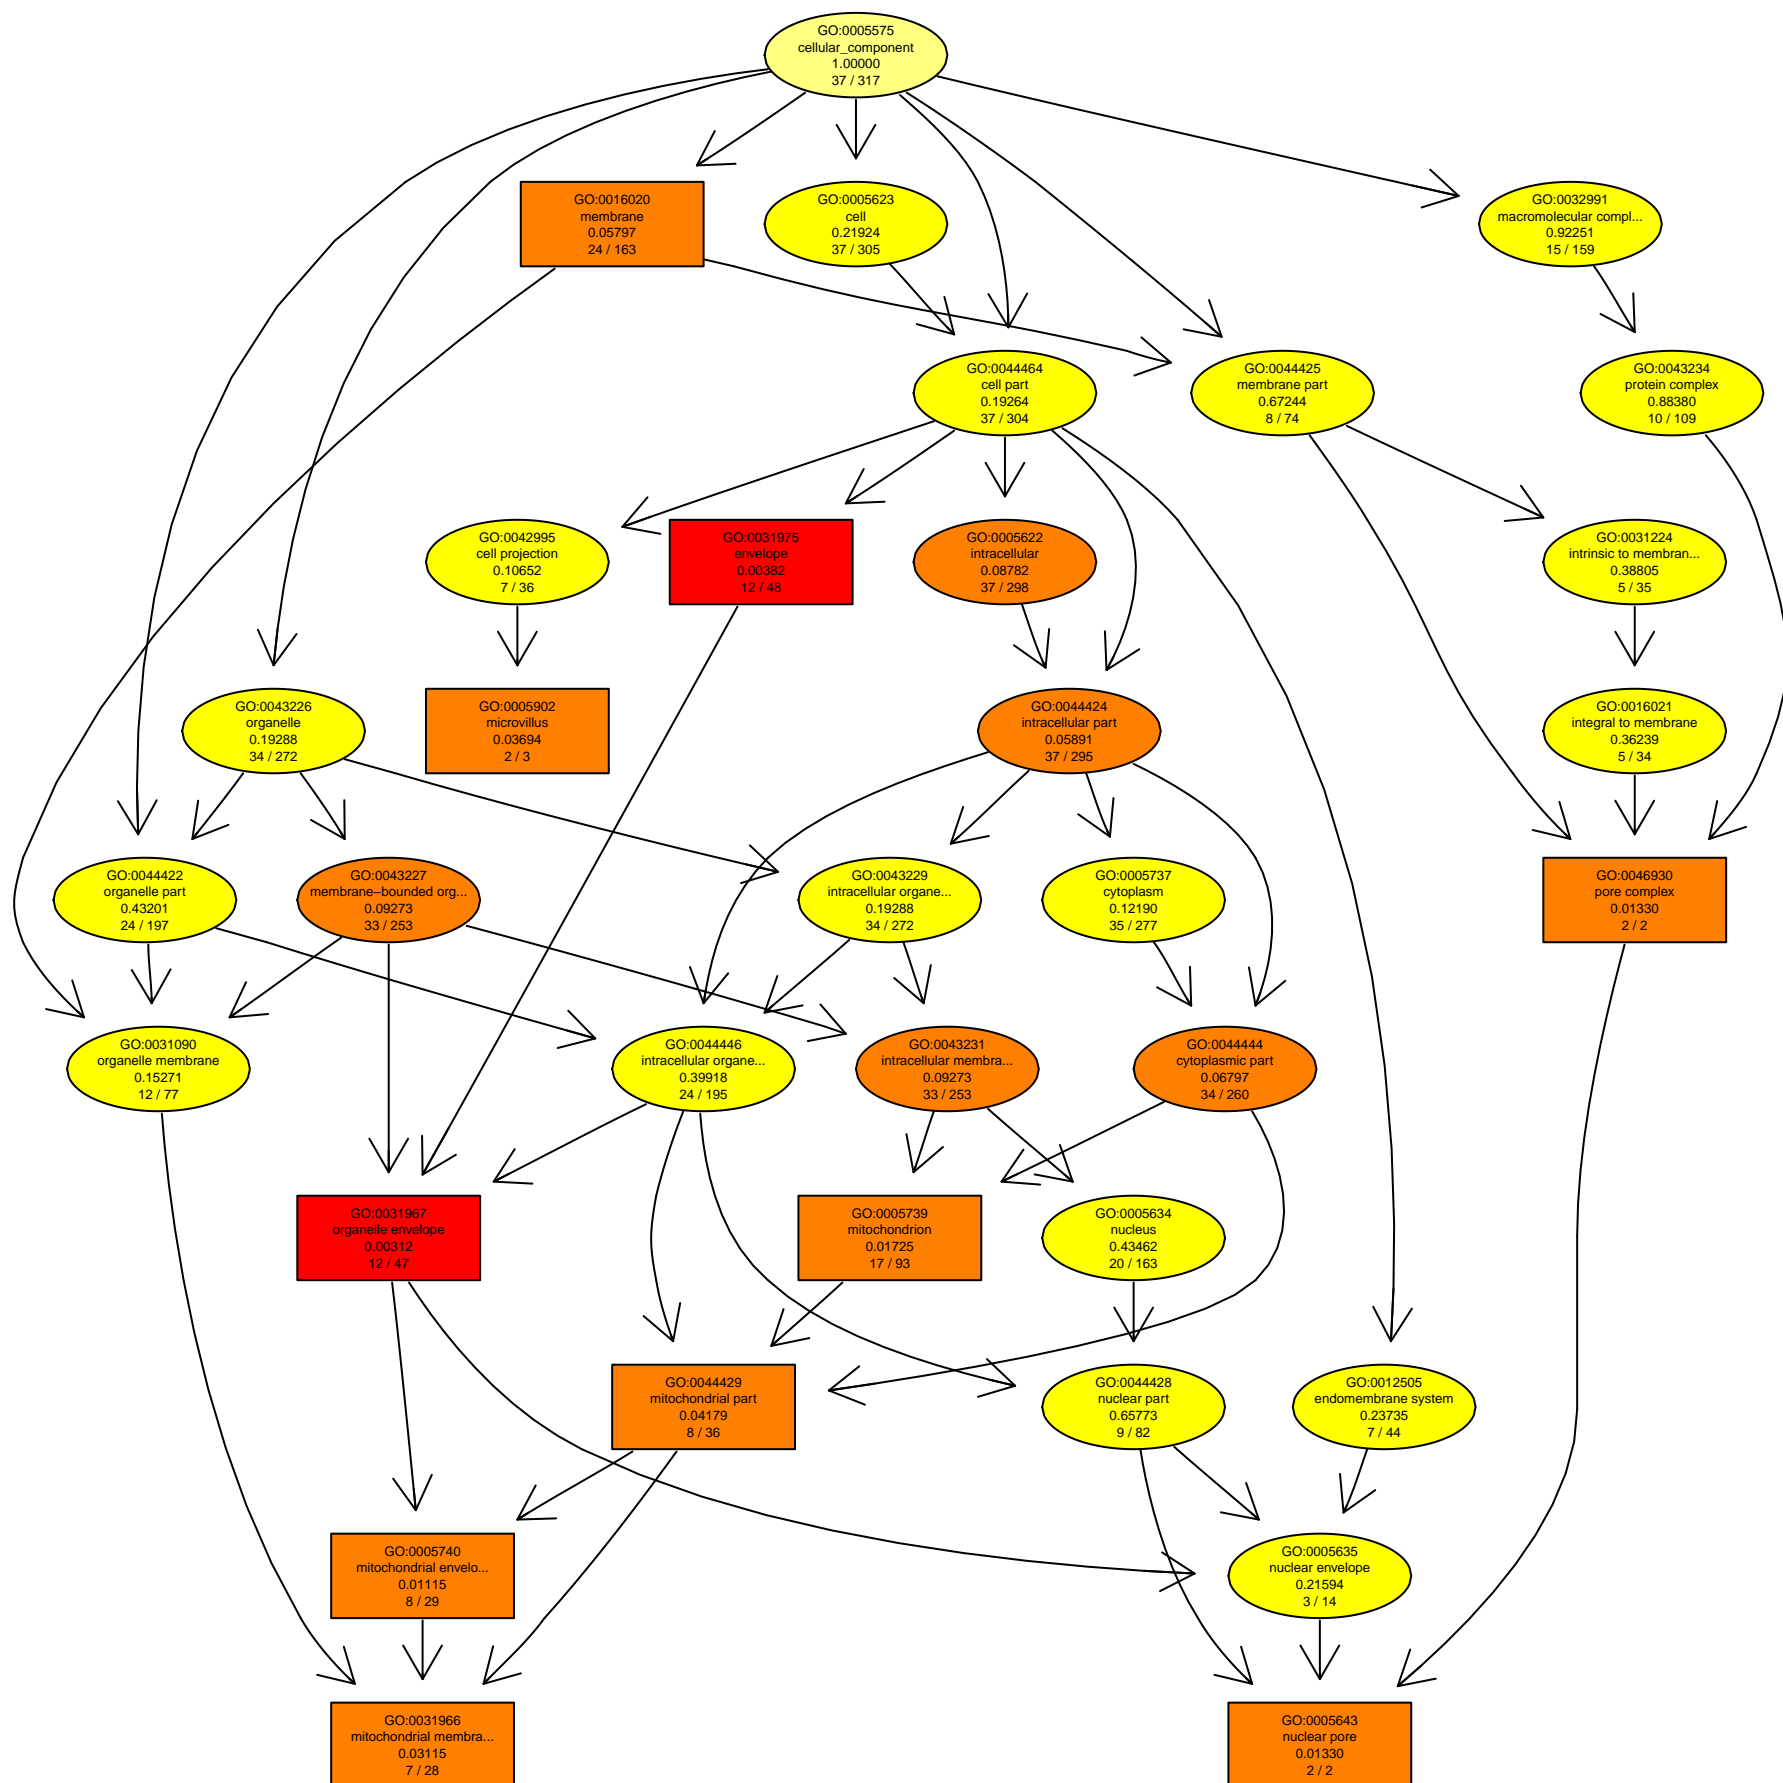 GO:0005575
cellular_component
1.00000
37 / 317
GO:0016020
membrane
0.05797
24 / 163
GO:0005623
cell
0.21924
37 / 305
GO:0032991
macromolecular compl...
0.92251
15 / 159
GO:0044464
cell part
0.19264
37 / 304
GO:0044425
membrane part
0.67244
8 / 74
GO:0043234
protein complex
0.88380
10 / 109
GO:0042995
cell projection
0.10652
7 / 36
GO:0031975
envelope
0.00382
12 / 48
GO:0005622
intracellular
0.08782
37 / 298
GO:0031224
intrinsic to membran...
0.38805
5 / 35
GO:0043226
organelle
0.19288
34 / 272
GO:0005902
microvillus
0.03694
2 / 3
GO:0044424
intracellular part
0.05891
37 / 295
GO:0016021
integral to membrane
0.36239
5 / 34
GO:0044422
organelle part
0.43201
24 / 197
GO:0043227
membrane−bounded org...
0.09273
33 / 253
GO:0043229
intracellular organe...
0.19288
34 / 272
GO:0005737
cytoplasm
0.12190
35 / 277
GO:0046930
pore complex
0.01330
2 / 2
GO:0031090
organelle membrane
0.15271
12 / 77
GO:0044446
intracellular organe...
0.39918
24 / 195
GO:0043231
intracellular membra...
0.09273
33 / 253
GO:0044444
cytoplasmic part
0.06797
34 / 260
GO:0031967
organelle envelope
0.00312
12 / 47
GO:0005739
mitochondrion
0.01725
17 / 93
GO:0005634
nucleus
0.43462
20 / 163
GO:0044429
mitochondrial part
0.04179
8 / 36
GO:0044428
nuclear part
0.65773
9 / 82
GO:0012505
endomembrane system
0.23735
7 / 44
GO:0005740
mitochondrial envelo...
0.01115
8 / 29
GO:0005635
nuclear envelope
0.21594
3 / 14
GO:0031966
mitochondrial membra...
0.03115
7 / 28
GO:0005643
nuclear pore
0.01330
2 / 2